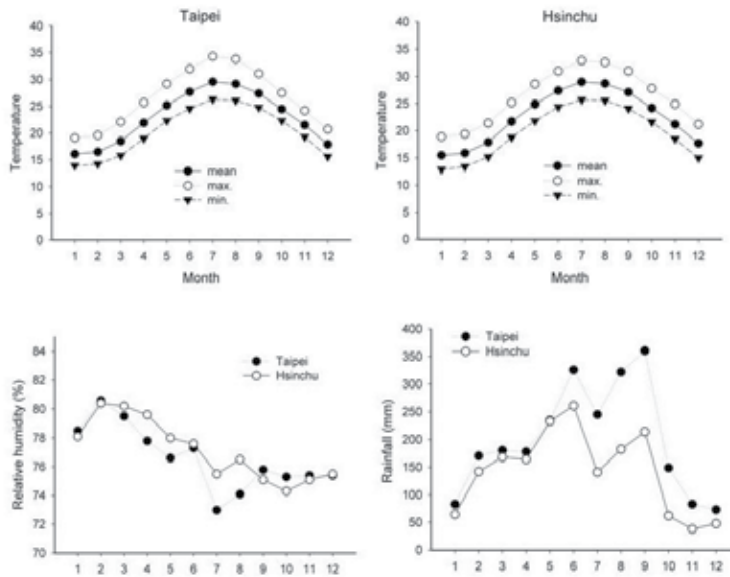 Taipei
Temperature
40
35
30
25
20
15
10
5
0
mean
max.
min.
1 2 3 4 5 6 7 8 9 10 11 12
Month
Hsinchu
Temperature
40
35
30
25
20
15
10
5
0
mean
max.
min.
1 2 3 4 5 6 7 8 9 10 11 12
Month
Relative humidity (%)
84
82
80
78
76
74
72
70
Taipei
Hsinchu
1 2 3 4 5 6 7 8 9 10 11 12
Rainfall (mm)
400
350
300
250
200
150
100
50
0
Taipei
Hsinchu
1 2 3 4 5 6 7 8 9 10 11 12